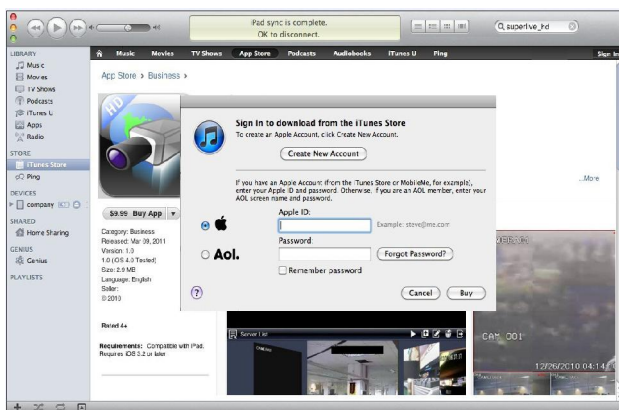 iPad sync is complete.
OK to disconnect.
superlive_hd
LIBRARY
Music
Movies
TV Shows
Podcasts
iTunes U
Apps
Radio
STORE
iTunes Store
Ping
DEVICES
company
SHARED
Home Sharing
GENIUS
Genius
PLAYLISTS
Music Movies TV Shows App Store Podcasts Audiobooks iTunes U Ping Sign In
App Store > Business >
HD
$9.99 Buy App
Category: Business
Released: Mar 09, 2011
Version: 1.0
1.0 (iOS 4.0 Tested)
Size: 2.0 MB
Language: English
Seller:
© 2010
Rated 4+
Requirements: Compatible with iPad.
Requires iOS 3.2 or later
Sign In to download from the iTunes Store
To create an Apple Account, click Create New Account.
Create New Account
If you have an Apple Account (from the iTunes Store or MobileMe, for example),
enter your Apple ID and password. Otherwise, if you are an AOL member, enter your
AOL screen name and password.
Apple ID:
Example: steve@me.com
Aol.
Password:
Forgot Password?
Remember password
?
Cancel
Buy
...More
Server List
CAM 001
12/26/2010 04:14